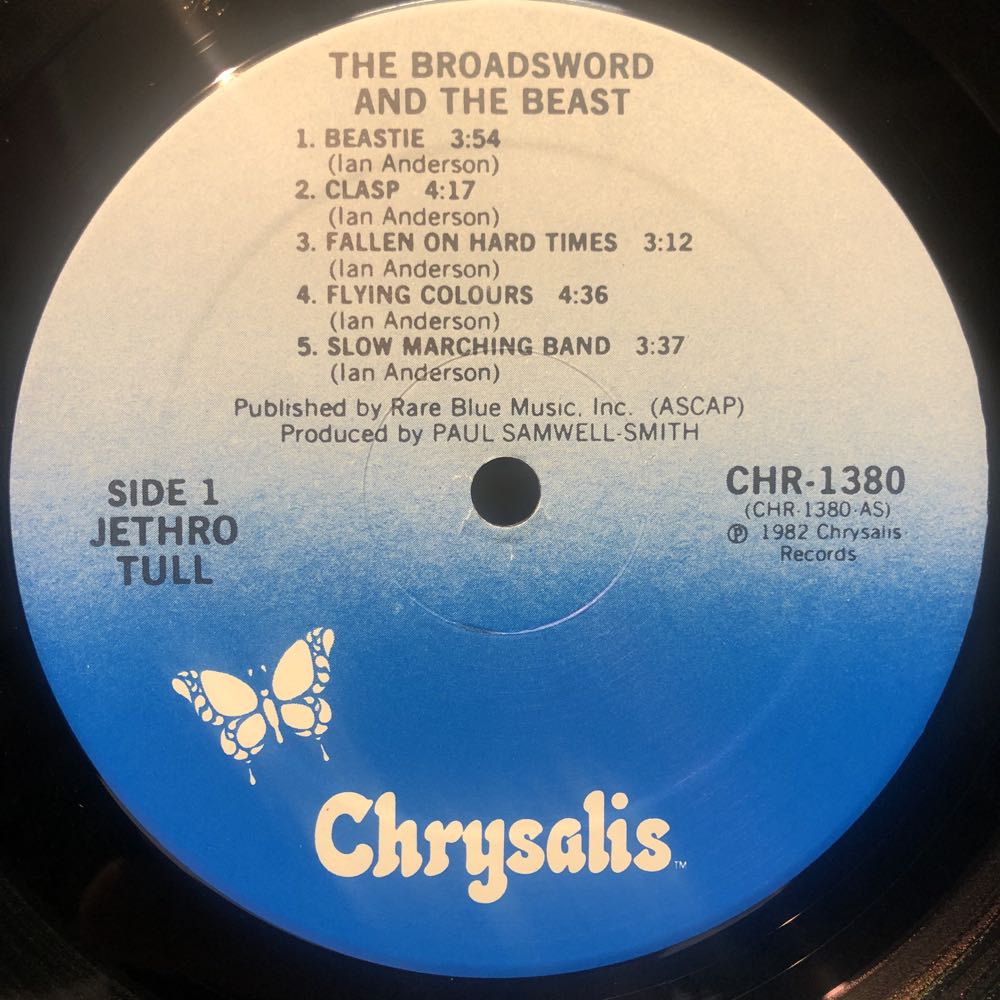 THE BROADSWORD
AND THE BEAST
1. BEASTIE 3:54
(Ian Anderson)
2. CLASP 4:17
(Ian Anderson)
3. FALLEN ON HARD TIMES 3:12
(Ian Anderson)
4. FLYING COLOURS 4:36
(Ian Anderson)
5. SLOW MARCHING BAND 3:37
(Ian Anderson)
Published by Rare Blue Music, Inc. (ASCAP)
Produced by PAUL SAMWELL-SMITH
SIDE 1
JETHRO
TULL
CHR-1380
(CHR-1380-AS)
℗ 1982 Chrysalis
Records
Chrysalis™